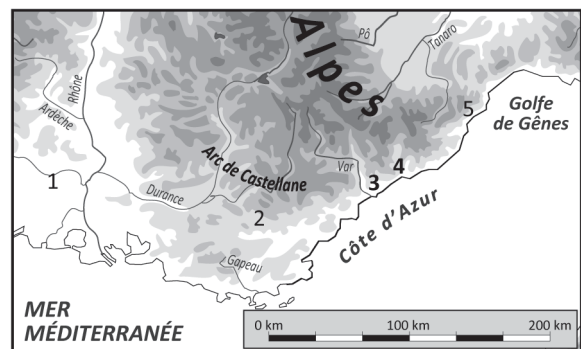 Alpes
Pô
Tanaro
Rhône
Ardèche
5
Golfe
de Gênes
Arc de Castellane
Var
4
1
Durance
3
2
Côte d'Azur
Gapeau
MER
MÉDITERRANÉE
0 km 100 km 200 km